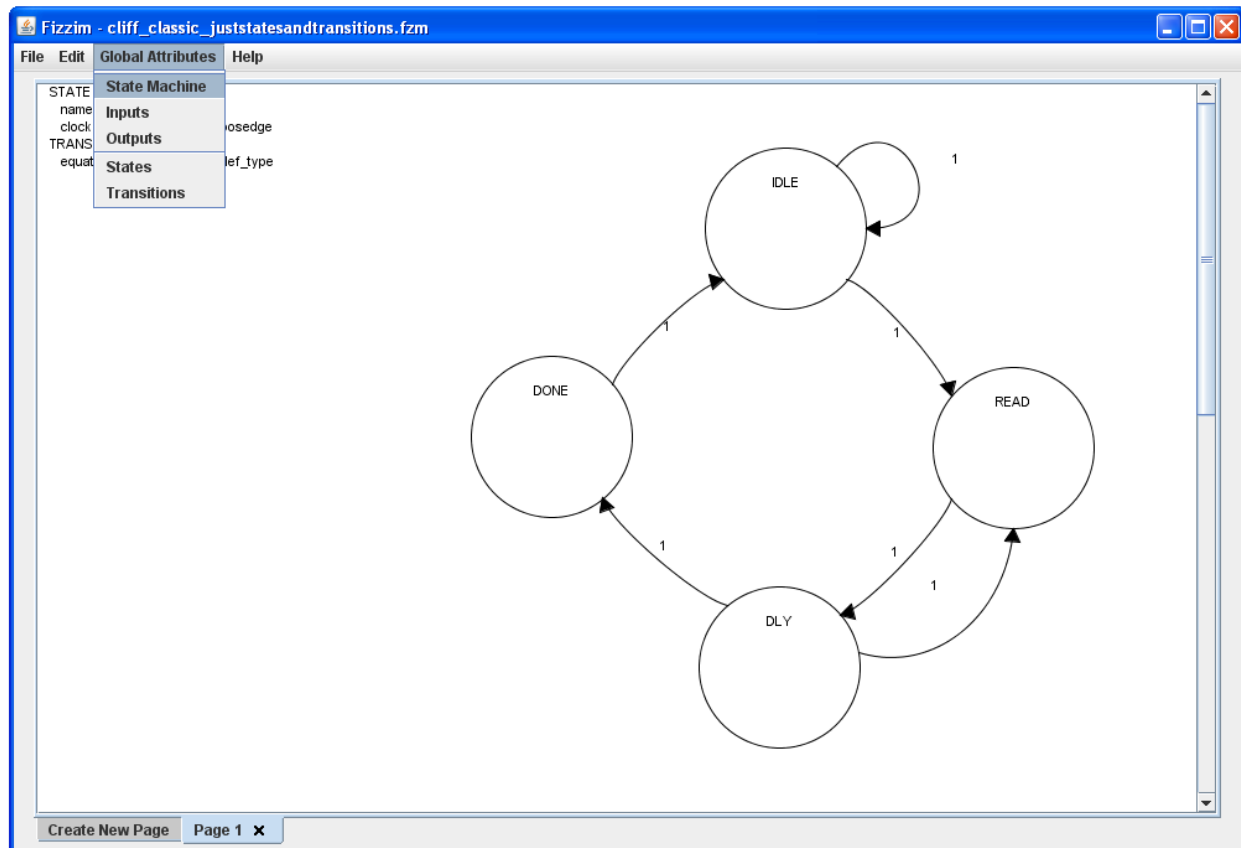 Fizzim - cliff_classic_juststatesandtransitions.fzm
File Edit Global Attributes Help
State Machine
Inputs
Outputs
States
Transitions
STATE
name
clock posedge
TRANS
equat def_type
IDLE
1
1
1
DONE
READ
1
1
1
DLY
Create New Page Page 1 X